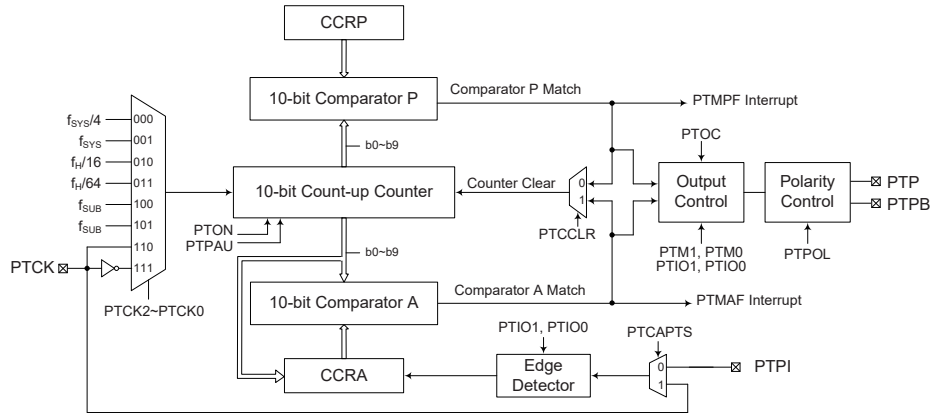 CCRP
10-bit Comparator P
Comparator P Match
PTMPF Interrupt
b0~b9
fSYS/4 000
fSYS 001
fH/16 010
fH/64 011
fSUB 100
fSUB 101
110
111
PTCK
PTCK2~PTCK0
10-bit Count-up Counter
PTON
PTPAU
Counter Clear
0
1
PTCCLR
PTOC
Output
Control
PTM1, PTM0
PTIO1, PTIO0
Polarity
Control
PTPOL
PTP
PTPB
b0~b9
10-bit Comparator A
Comparator A Match
PTMAF Interrupt
CCRA
PTIO1, PTIO0
Edge
Detector
PTCAPTS
0
1
PTPI